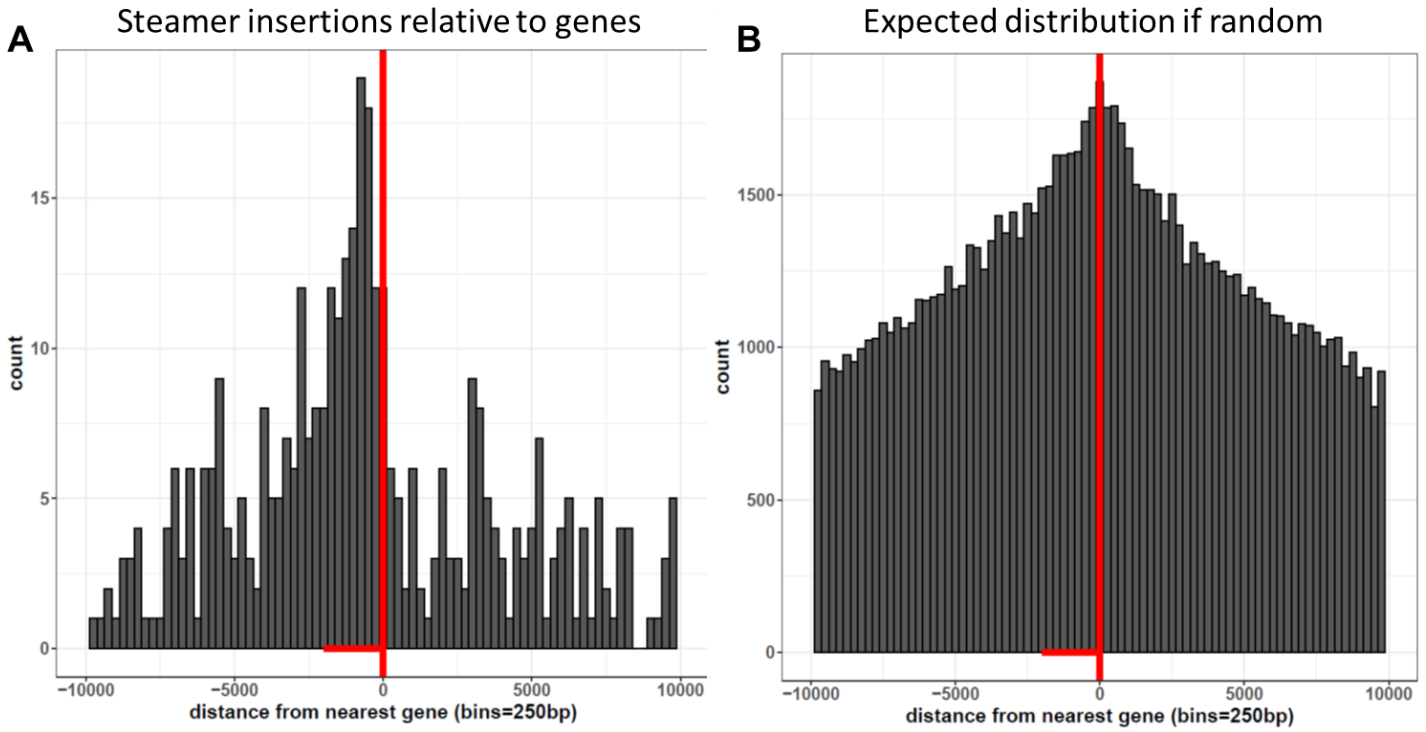 Steamer insertions relative to genes
A
15
10
5
0
count
−10000 −5000 0 5000 10000
distance from nearest gene (bins=250bp)
Expected distribution if random
B
1500
1000
500
0
count
−10000 −5000 0 5000 10000
distance from nearest gene (bins=250bp)